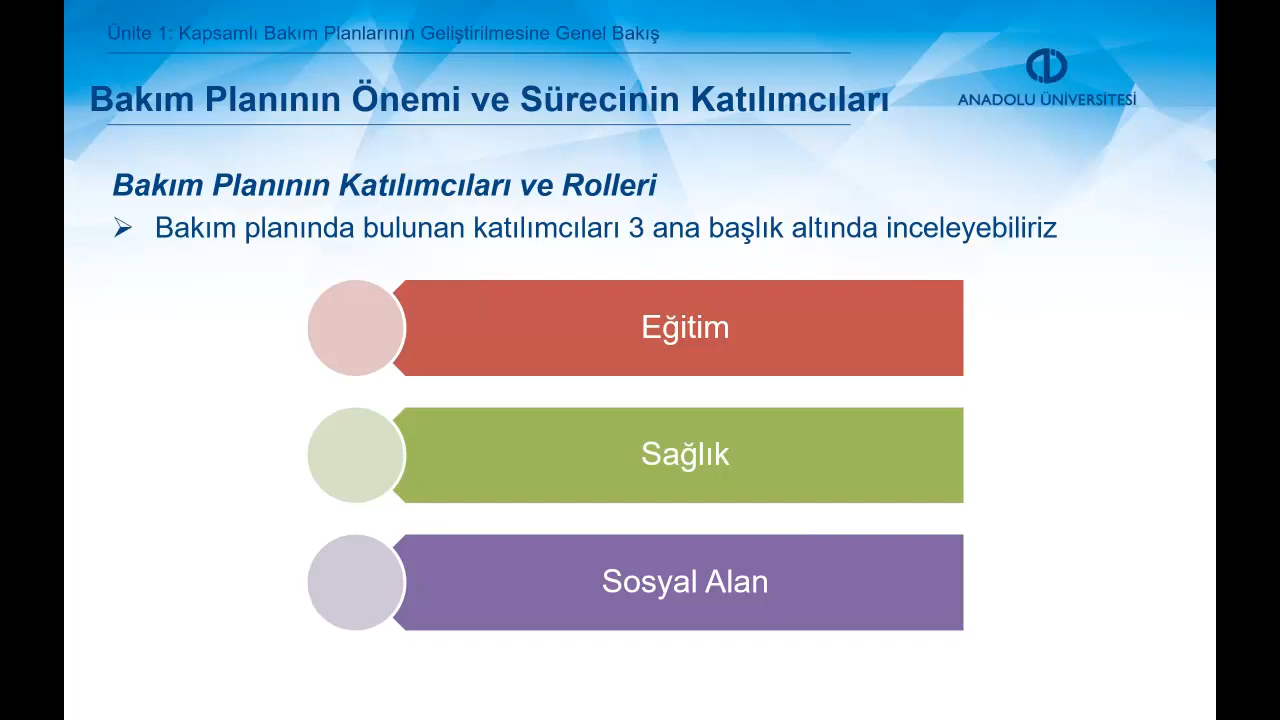 Ünite 1: Kapsamlı Bakım Planlarının Geliştirilmesine Genel Bakış
Bakım Planının Önemi ve Sürecinin Katılımcıları
ANADOLU ÜNİVERSİTESİ
Bakım Planının Katılımcıları ve Rolleri
Bakım planında bulunan katılımcıları 3 ana başlık altında inceleyebiliriz
Eğitim
Sağlık
Sosyal Alan